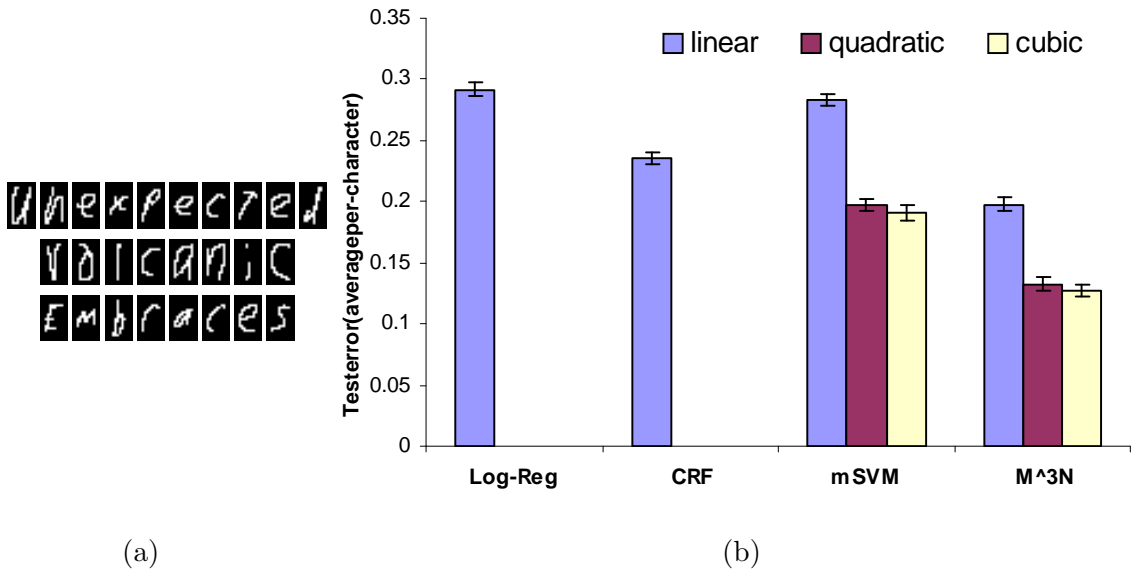 Unexpected
Volcanic
Embraces
(a)
0.35
0.3
0.25
0.2
0.15
0.1
0.05
0
Testerror(averageper-character)
linear quadratic cubic
Log-Reg CRF mSVM M^3N
(b)